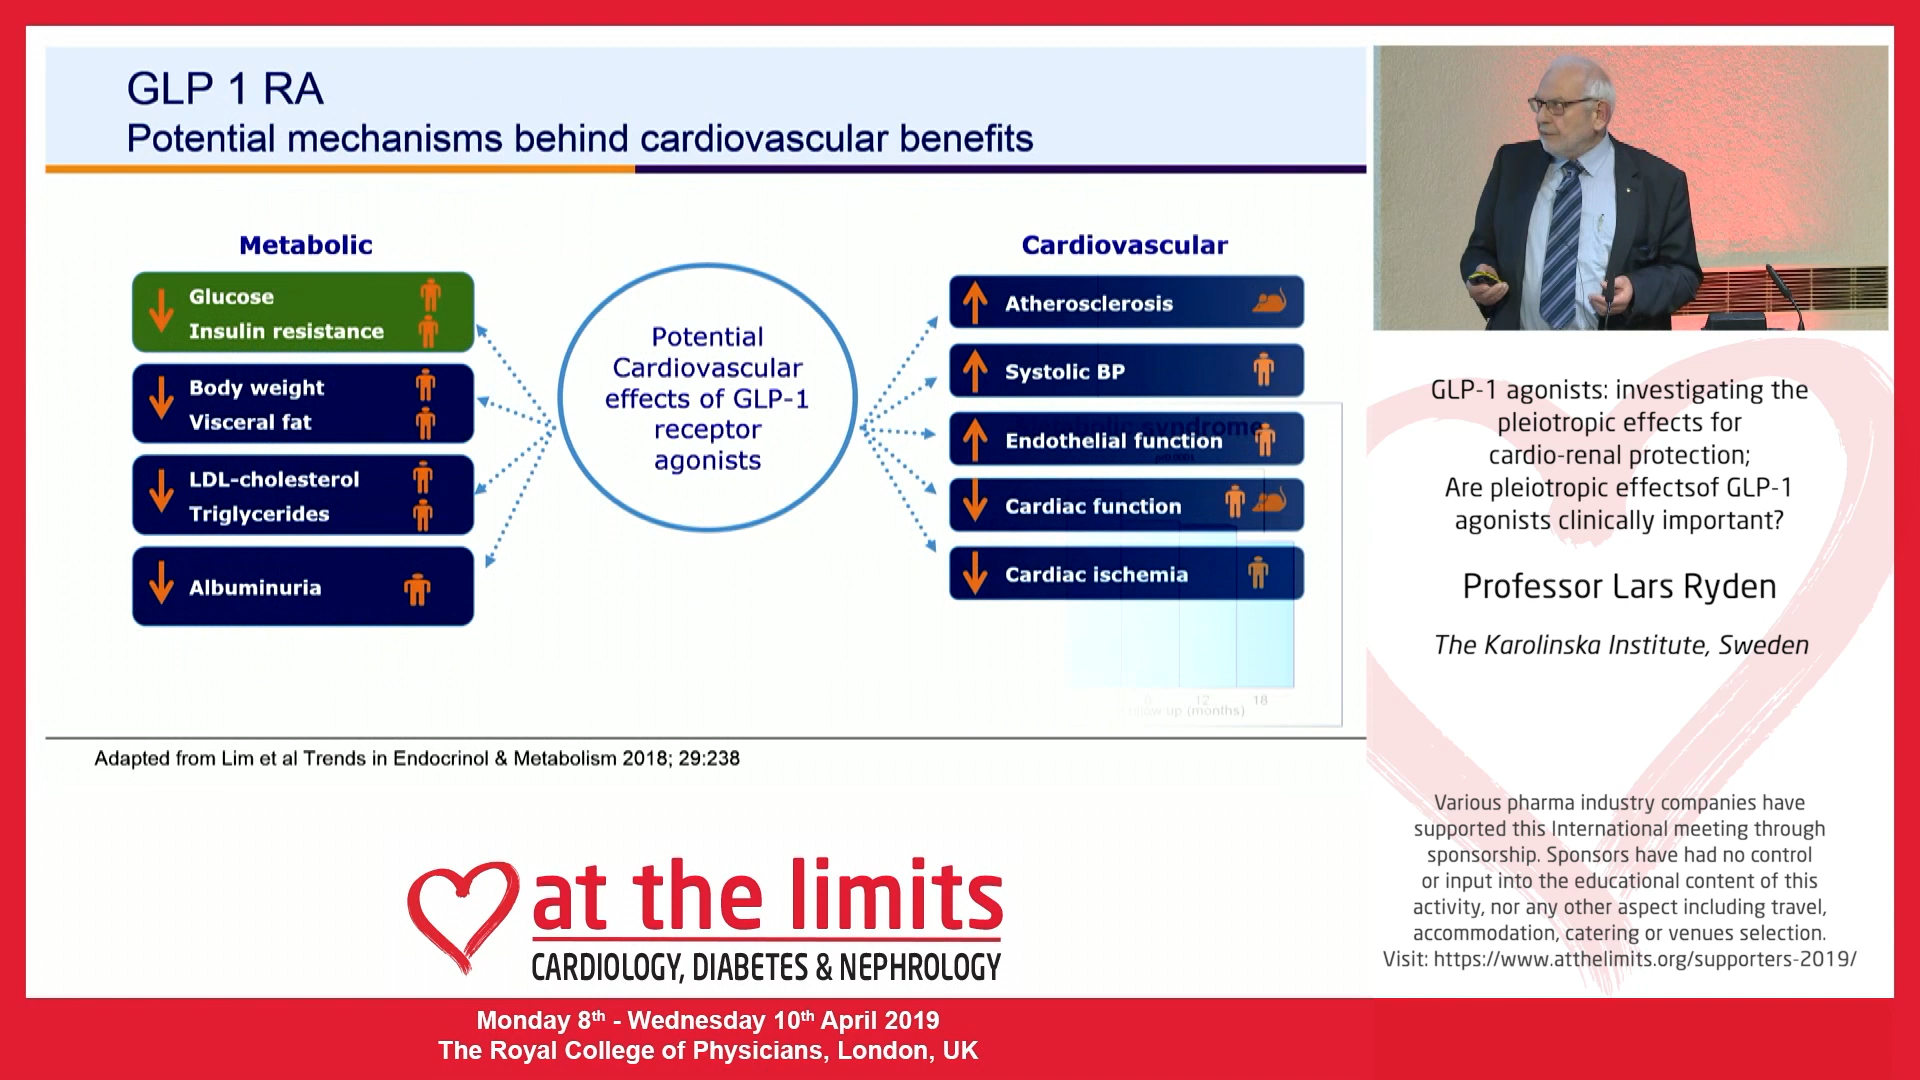 GLP 1 RA
Potential mechanisms behind cardiovascular benefits
Metabolic
Glucose
Insulin resistance
Body weight
Visceral fat
LDL-cholesterol
Triglycerides
Albuminuria
Potential
Cardiovascular
effects of GLP-1
receptor
agonists
Cardiovascular
Atherosclerosis
Systolic BP
Endothelial function
Cardiac function
Cardiac ischemia
syndrome
12 18
up (months)
Adapted from Lim et al Trends in Endocrinol & Metabolism 2018; 29:238
at the limits
CARDIOLOGY, DIABETES & NEPHROLOGY
Monday 8th - Wednesday 10th April 2019
The Royal College of Physicians, London, UK
GLP-1 agonists: investigating the
pleiotropic effects for
cardio-renal protection;
Are pleiotropic effectsof GLP-1
agonists clinically important?
Professor Lars Ryden
The Karolinska Institute, Sweden
Various pharma industry companies have
supported this International meeting through
sponsorship. Sponsors have had no control
or input into the educational content of this
activity, nor any other aspect including travel,
accommodation, catering or venues selection.
Visit: https://www.atthelimits.org/supporters-2019/